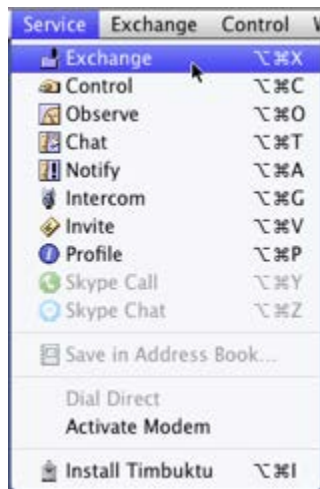 Service Exchange Control
Exchange ⌥⌘X
Control ⌥⌘C
Observe ⌥⌘O
Chat ⌥⌘T
Notify ⌥⌘A
Intercom ⌥⌘G
Invite ⌥⌘V
Profile ⌥⌘P
Skype Call ⌥⌘Y
Skype Chat ⌥⌘Z
Save in Address Book...
Dial Direct
Activate Modem
Install Timbuktu ⌥⌘I